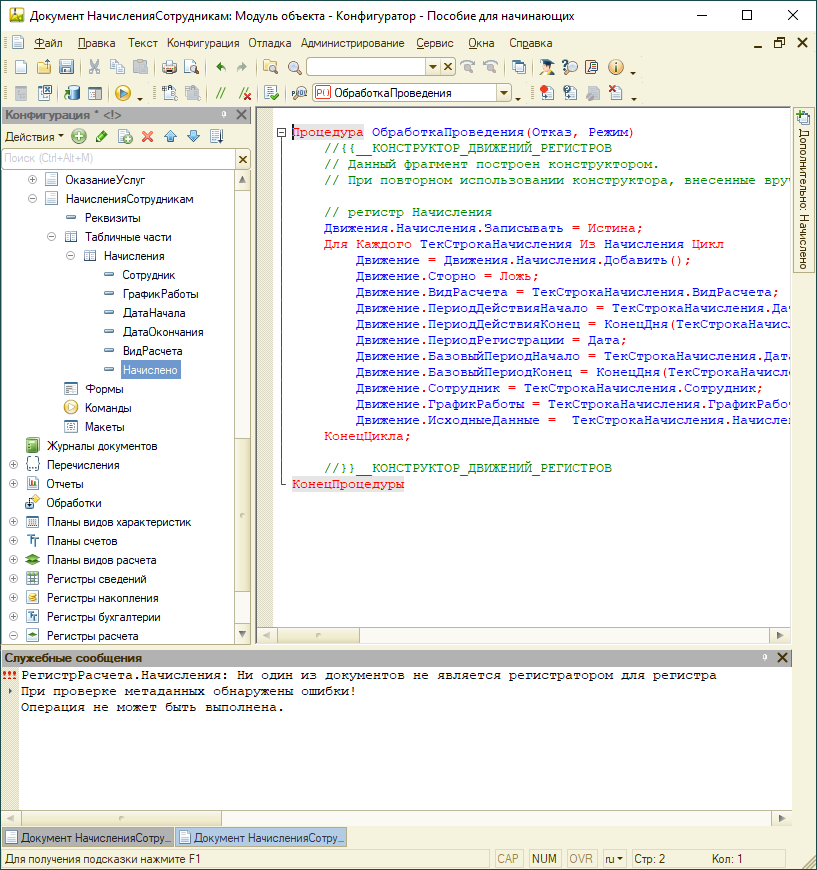 Документ НачисленияСотрудникам: Модуль объекта - Конфигуратор - Пособие для начинающих
Файл Правка Текст Конфигурация Отладка Администрирование Сервис Окна Справка
ОбработкаПроведения
Конфигурация * <!>
Действия
Поиск (Ctrl+Alt+M)
ОказаниеУслуг
НачисленияСотрудникам
Реквизиты
Табличные части
Начисления
Сотрудник
ГрафикРаботы
ДатаНачала
ДатаОкончания
ВидРасчета
Начислено
Формы
Команды
Макеты
Журналы документов
Перечисления
Отчеты
Обработки
Планы видов характеристик
Планы счетов
Планы видов расчета
Регистры сведений
Регистры накопления
Регистры бухгалтерии
Регистры расчета
Процедура ОбработкаПроведения(Отказ, Режим)
//{{__КОНСТРУКТОР_ДВИЖЕНИЙ_РЕГИСТРОВ
// Данный фрагмент построен конструктором.
// При повторном использовании конструктора, внесенные вруч
// регистр Начисления
Движения.Начисления.Записывать = Истина;
Для Каждого ТекСтрокаНачисления Из Начисления Цикл
Движение = Движения.Начисления.Добавить();
Движение.Сторно = Ложь;
Движение.ВидРасчета = ТекСтрокаНачисления.ВидРасчета;
Движение.ПериодДействияНачало = ТекСтрокаНачисления.Дат
Движение.ПериодДействияКонец = КонецДня(ТекСтрокаНачисл
Движение.ПериодРегистрации = Дата;
Движение.БазовыйПериодНачало = ТекСтрокаНачисления.Дата
Движение.БазовыйПериодКонец = КонецДня(ТекСтрокаНачисле
Движение.Сотрудник = ТекСтрокаНачисления.Сотрудник;
Движение.ГрафикРаботы = ТекСтрокаНачисления.ГрафикРабоч
Движение.ИсходныеДанные = ТекСтрокаНачисления.Начислен
КонецЦикла;
//}}__КОНСТРУКТОР_ДВИЖЕНИЙ_РЕГИСТРОВ
КонецПроцедуры
Дополнительно: Начислено
Служебные сообщения
РегистрРасчета.Начисления: Ни один из документов не является регистратором для регистра
При проверке метаданных обнаружены ошибки!
Операция не может быть выполнена.
Документ НачисленияСотру... Документ НачисленияСотру...
Для получения подсказки нажмите F1 CAP NUM OVR ru Стр: 2 Кол: 1